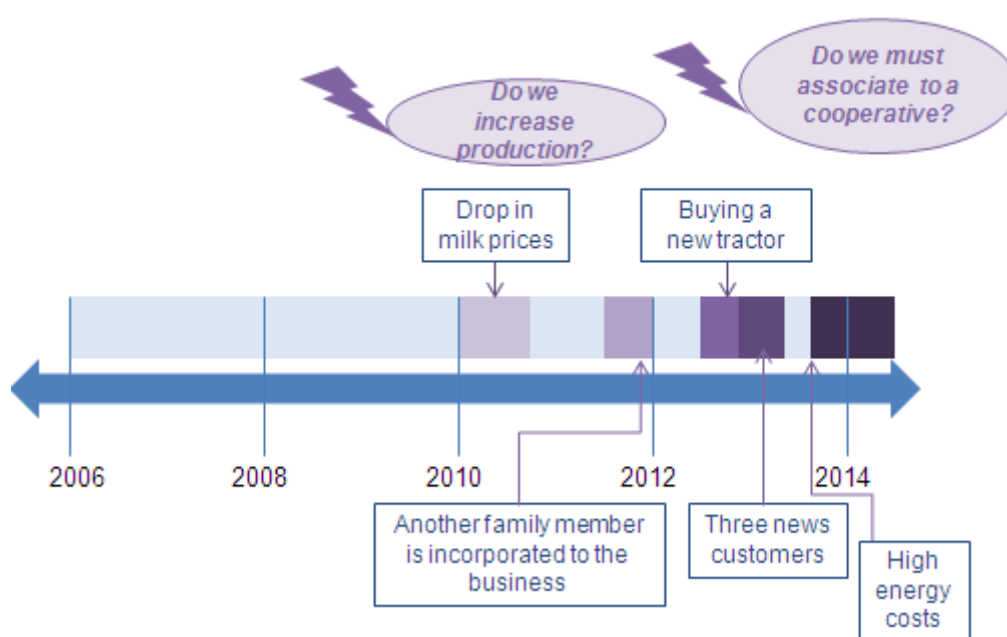 Do we
increase
production?
Do we must
associate to a
cooperative?
Drop in
milk prices
Buying a
new tractor
2006
2008
2010
2012
2014
Another family member
is incorporated to the
business
Three news
customers
High
energy
costs